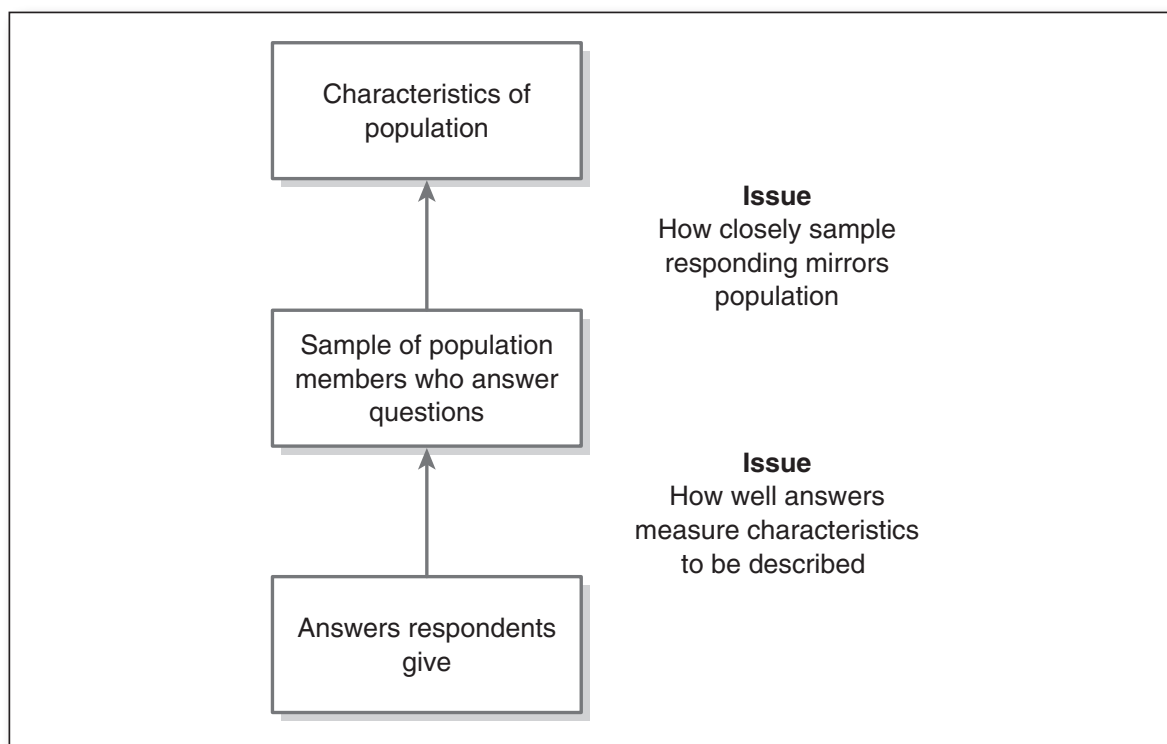 Characteristics of
population
Issue
How closely sample
responding mirrors
population
Sample of population
members who answer
questions
Issue
How well answers
measure characteristics
to be described
Answers respondents
give